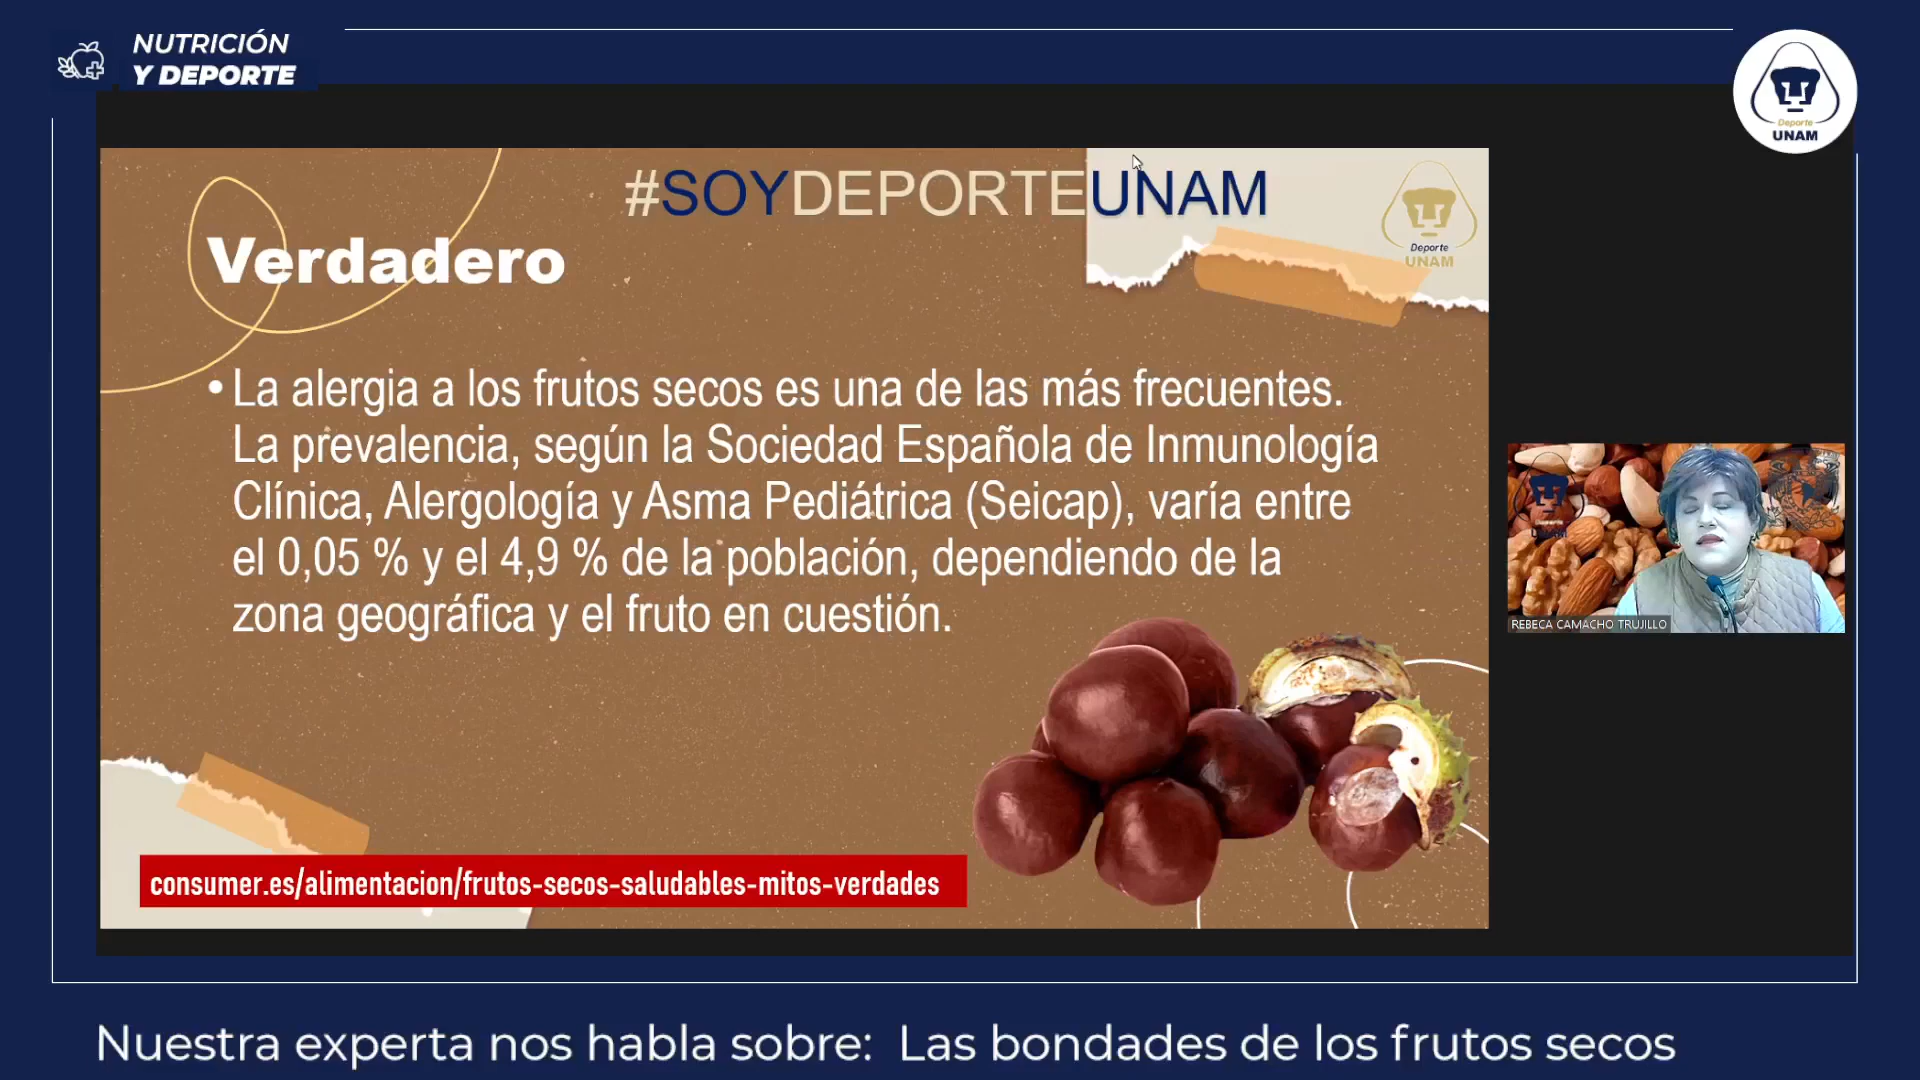 NUTRICIÓN
Y DEPORTE
Deporte
UNAM
#SOYDEPORTEUNAM
Deporte
UNAM
Verdadero
• La alergia a los frutos secos es una de las más frecuentes.
La prevalencia, según la Sociedad Española de Inmunología
Clínica, Alergología y Asma Pediátrica (Seicap), varía entre
el 0,05 % y el 4,9 % de la población, dependiendo de la
zona geográfica y el fruto en cuestión.
REBECA CAMACHO TRUJILLO
consumer.es/alimentacion/frutos-secos-saludables-mitos-verdades
Nuestra experta nos habla sobre: Las bondades de los frutos secos